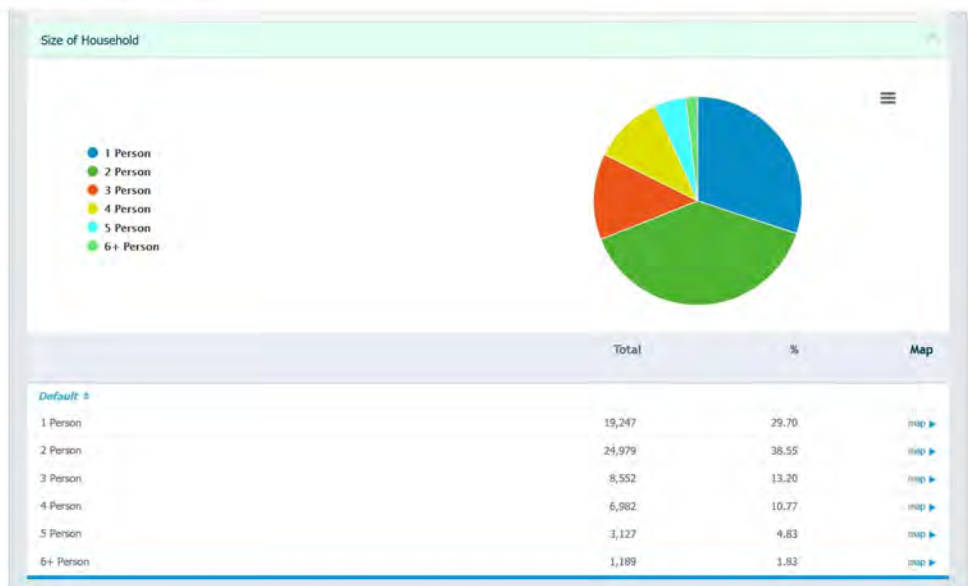 Size of Household
1 Person
2 Person
3 Person
4 Person
5 Person
6+ Person
Total % Map
Default
1 Person 19,247 29.70 map
2 Person 24,979 38.55 map
3 Person 8,552 13.20 map
4 Person 6,982 10.77 map
5 Person 3,127 4.83 map
6+ Person 1,189 1.83 map